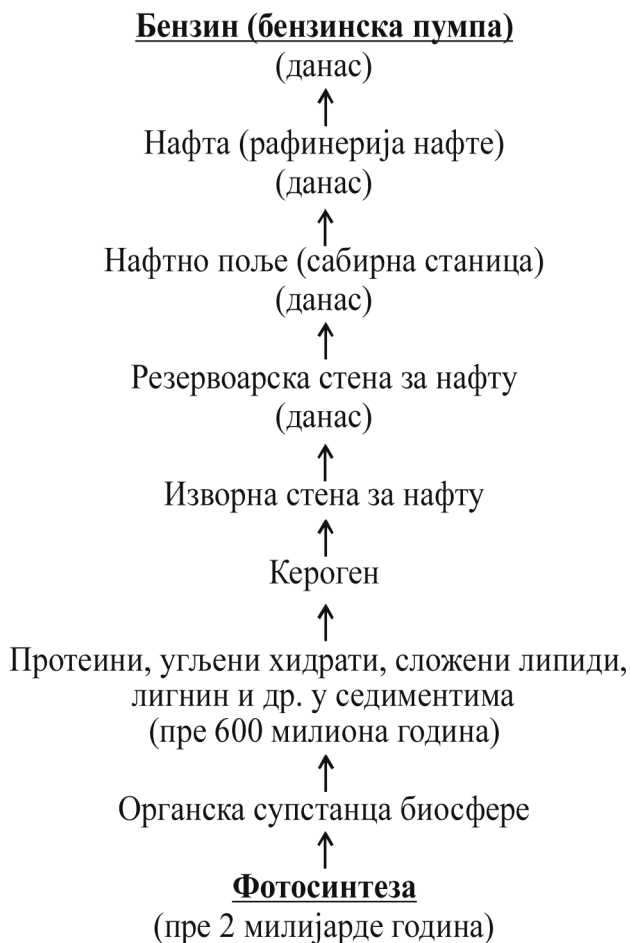 Бензин (бензинска пумпа)
(данас)
Нафта (рафинерија нафте)
(данас)
Нафтно поље (сабирна станица)
(данас)
Резервоарска стена за нафту
(данас)
Изворна стена за нафту
Кероген
Протеини, угљени хидрати, сложени липиди,
лигнин и др. у седиментима
(пре 600 милиона година)
Органска супстанца биосфере
Фотосинтеза
(пре 2 милијарде година)